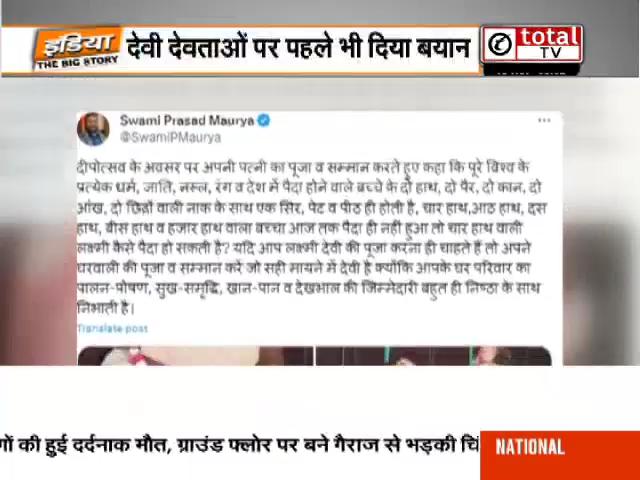 इंडिया
THE BIG STORY
देवी देवताओं पर पहले भी दिया बयान
total
TV
Swami Prasad Maurya
@SwamiPMaurya
दीपोत्सव के अवसर पर अपनी पत्नी का पूजा व सम्मान करते हुए कहा कि पूरे विश्व के
प्रत्येक धर्म, जाति, नस्ल, रंग व देश में पैदा होने वाले बच्चे के दो हाथ, दो पैर, दो कान, दो
आंख, दो छिद्रों वाली नाक के साथ एक सिर, पेट व पीठ ही होती है, चार हाथ,आठ हाथ, दस
हाथ, बीस हाथ व हजार हाथ वाला बच्चा आज तक पैदा ही नहीं हुआ तो चार हाथ वाली
लक्ष्मी कैसे पैदा हो सकती है? यदि आप लक्ष्मी देवी की पूजा करना ही चाहते हैं तो अपने
घरवाली की पूजा व सम्मान करें जो सही मायने में देवी है क्योंकि आपके घर परिवार का
पालन-पोषण, सुख-समृद्धि, खान-पान व देखभाल की जिम्मेदारी बहुत ही निष्ठा के साथ
निभाती है।
Translate post
गों की हुई दर्दनाक मौत, ग्राउंड फ्लोर पर बने गैराज से भड़की
NATIONAL